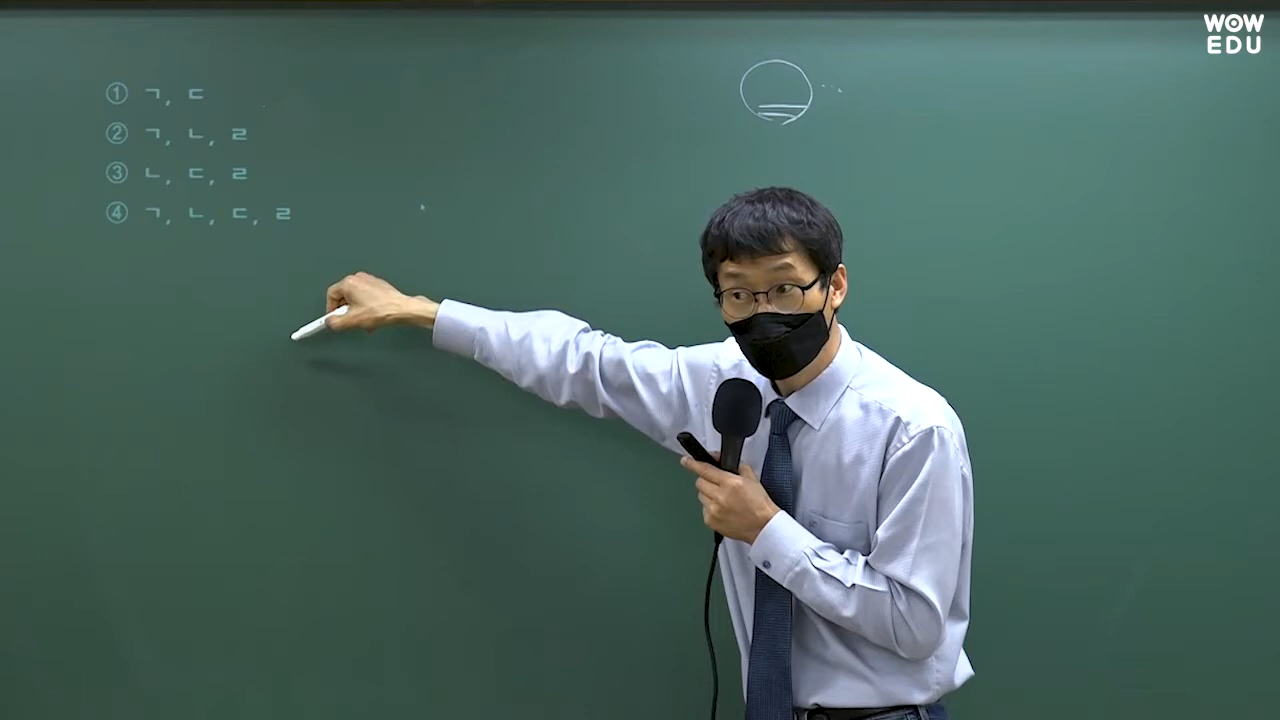 ① ㄱ, ㄷ
② ㄱ, ㄴ, ㄹ
③ ㄴ, ㄷ, ㄹ
④ ㄱ, ㄴ, ㄷ, ㄹ
WOW
EDU